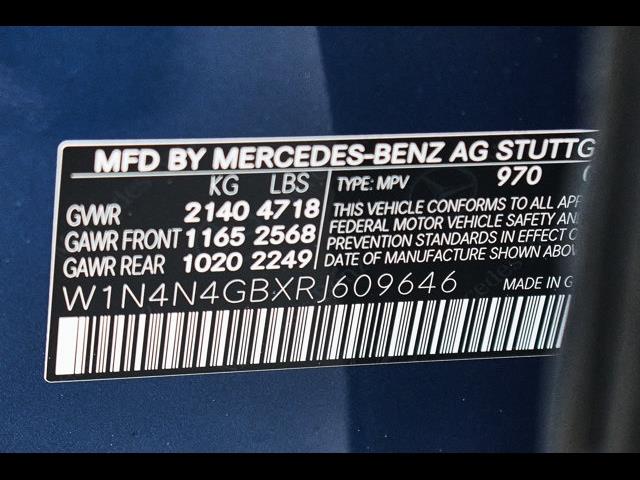 MFD BY MERCEDES-BENZ AG
KG LBS
GVWR 2140 4718
GAWR FRONT 1165 2568
GAWR REAR 1020 2249
TYPE: MPV 970
THIS VEHICLE CONFORMS TO ALL
FEDERAL MOTOR VEHICLE SAFETY AND
PREVENTION STANDARDS IN EFFECT
DATE OF MANUFACTURE SHOWN ABOVE
W1N4N4GBXRJ609646
MADE IN